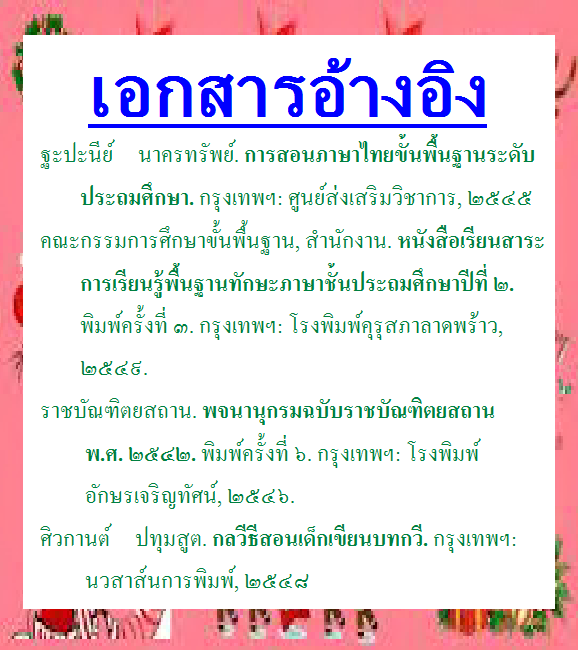 เอกสารอ้างอิง
ฐะปะนีย์ นาครทรัพย์. การสอนภาษาไทยขั้นพื้นฐานระดับ
ประถมศึกษา. กรุงเทพฯ: ศูนย์ส่งเสริมวิชาการ, ๒๕๔๕
คณะกรรมการศึกษาขั้นพื้นฐาน, สำนักงาน. หนังสือเรียนสาระ
การเรียนรู้พื้นฐานทักษะภาษาชั้นประถมศึกษาปีที่ ๒.
พิมพ์ครั้งที่ ๓. กรุงเทพฯ: โรงพิมพ์คุรุสภาลาดพร้าว,
๒๕๔๙.
ราชบัณฑิตยสถาน. พจนานุกรมฉบับราชบัณฑิตยสถาน
พ.ศ. ๒๕๔๒. พิมพ์ครั้งที่ ๖. กรุงเทพฯ: โรงพิมพ์
อักษรเจริญทัศน์, ๒๕๔๖.
ศิวกานต์ ปทุมสูต. กลวีธีสอนเด็กเขียนบทกวี. กรุงเทพฯ:
นวสาส์นการพิมพ์, ๒๕๔๘